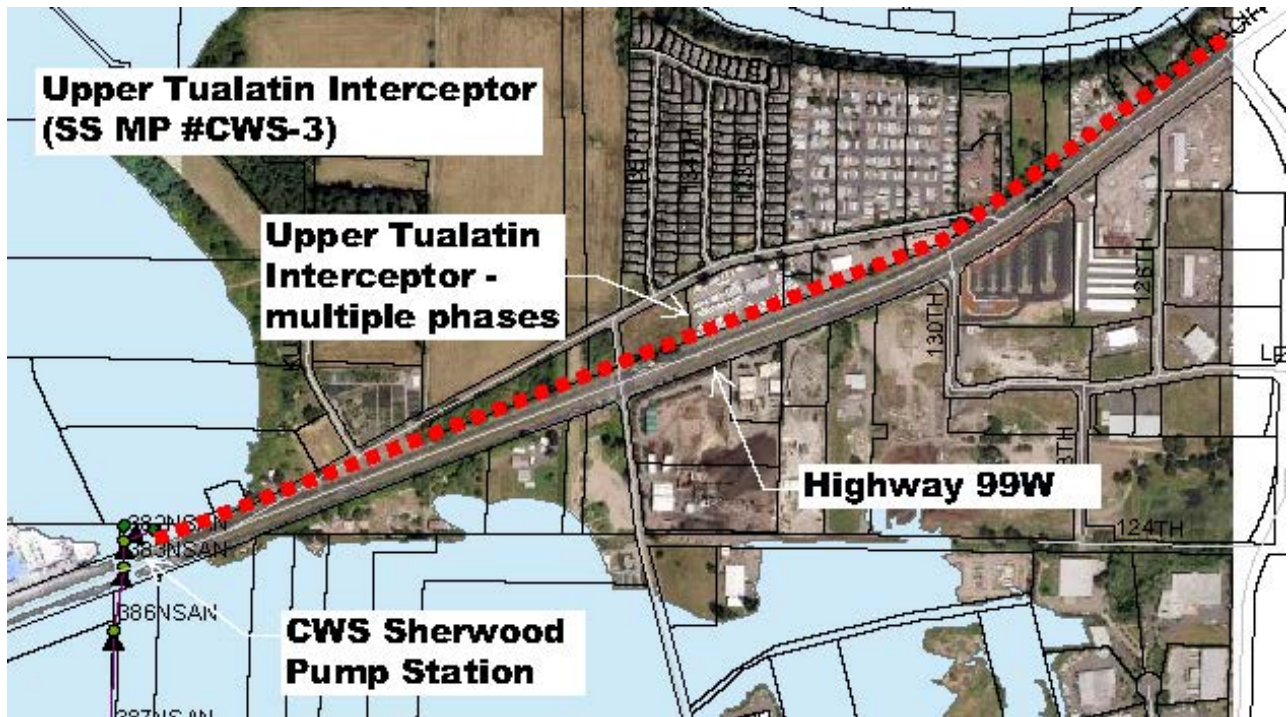 Upper Tualatin Interceptor
(SS MP #CWS-3)
Upper Tualatin
Interceptor -
multiple phases
130TH
126TH
Highway 99W
124TH
383NSAN
386NSAN
CWS Sherwood
Pump Station
387NSAN